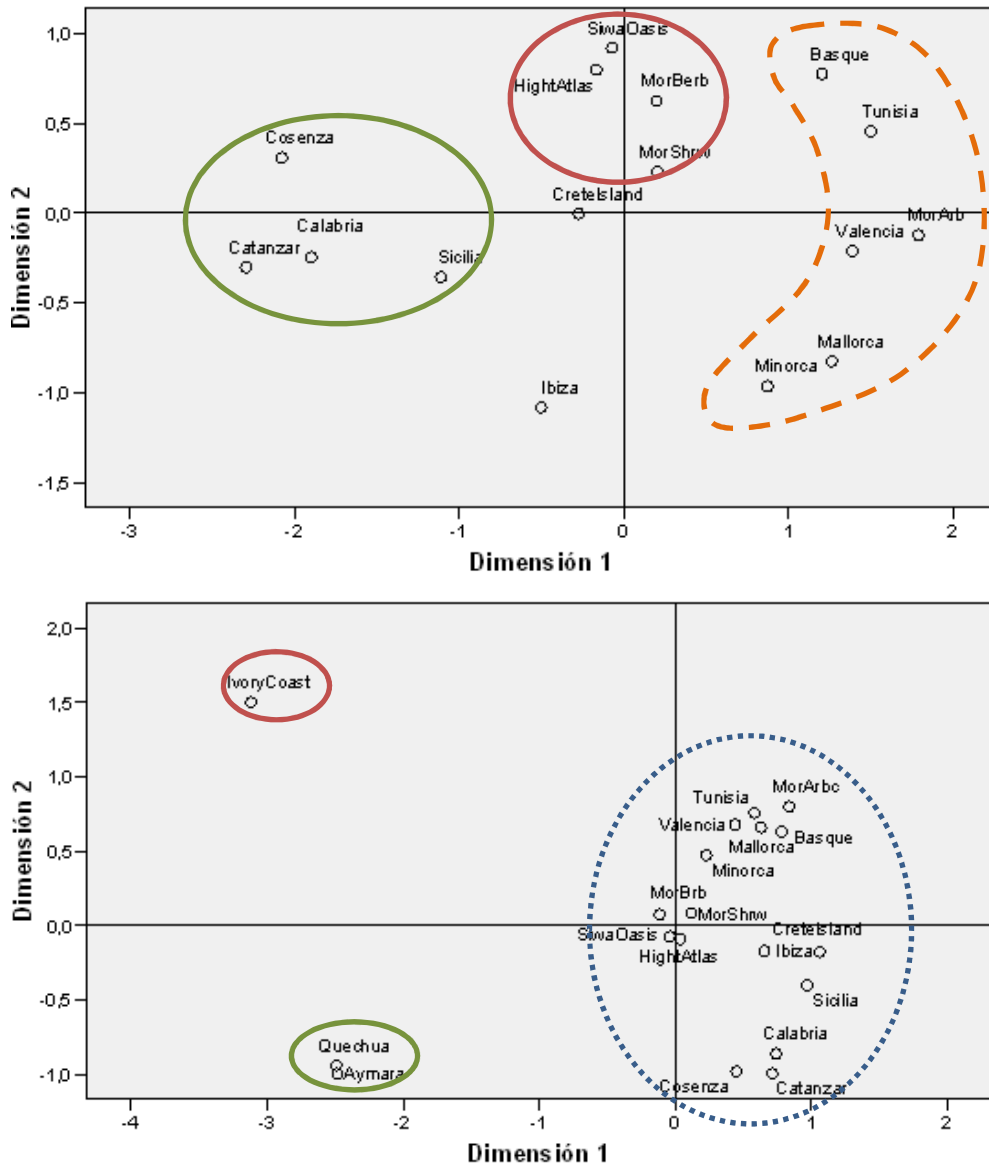 1,0
0,5
0,0
-0,5
-1,0
-1,5
Dimensión 2
SiwaOasis
HightAtlas
MorBerb
MorShrw
CreteIsland
Cosenza
Calabria
Catanzar
Sicilia
Ibiza
Basque
Tunisia
MorArb
Valencia
Mallorca
Minorca
-3 -2 -1 0 1 2
Dimensión 1
2,0
1,5
1,0
0,5
0,0
-0,5
-1,0
Dimensión 2
IvoryCoast
Quechua
Aymara
Tunisia
MorArbc
Valencia
Mallorca
Basque
Minorca
MorBrb
MorShrw
SiwaOasis
HightAtlas
CreteIsland
Ibiza
Sicilia
Calabria
Cosenza
Catanzar
-4 -3 -2 -1 0 1 2
Dimensión 1